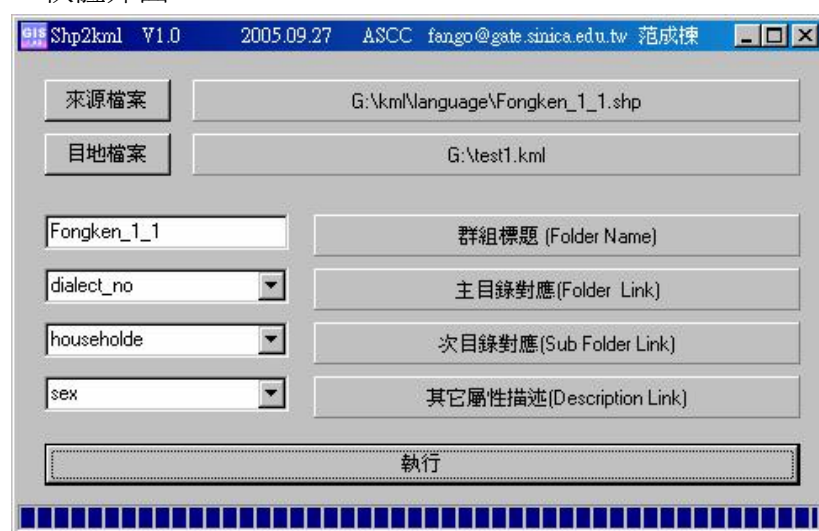 GIS Shp2kml V1.0 2005.09.27 ASCC fango@gate.sinica.edu.tw 范成棟
來源檔案 G:\kml\language\Fongken_1_1.shp
目地檔案 G:\test1.kml
Fongken_1_1 群組標題 (Folder Name)
dialect_no 主目錄對應(Folder Link)
householde 次目錄對應(Sub Folder Link)
sex 其它屬性描述(Description Link)
執行